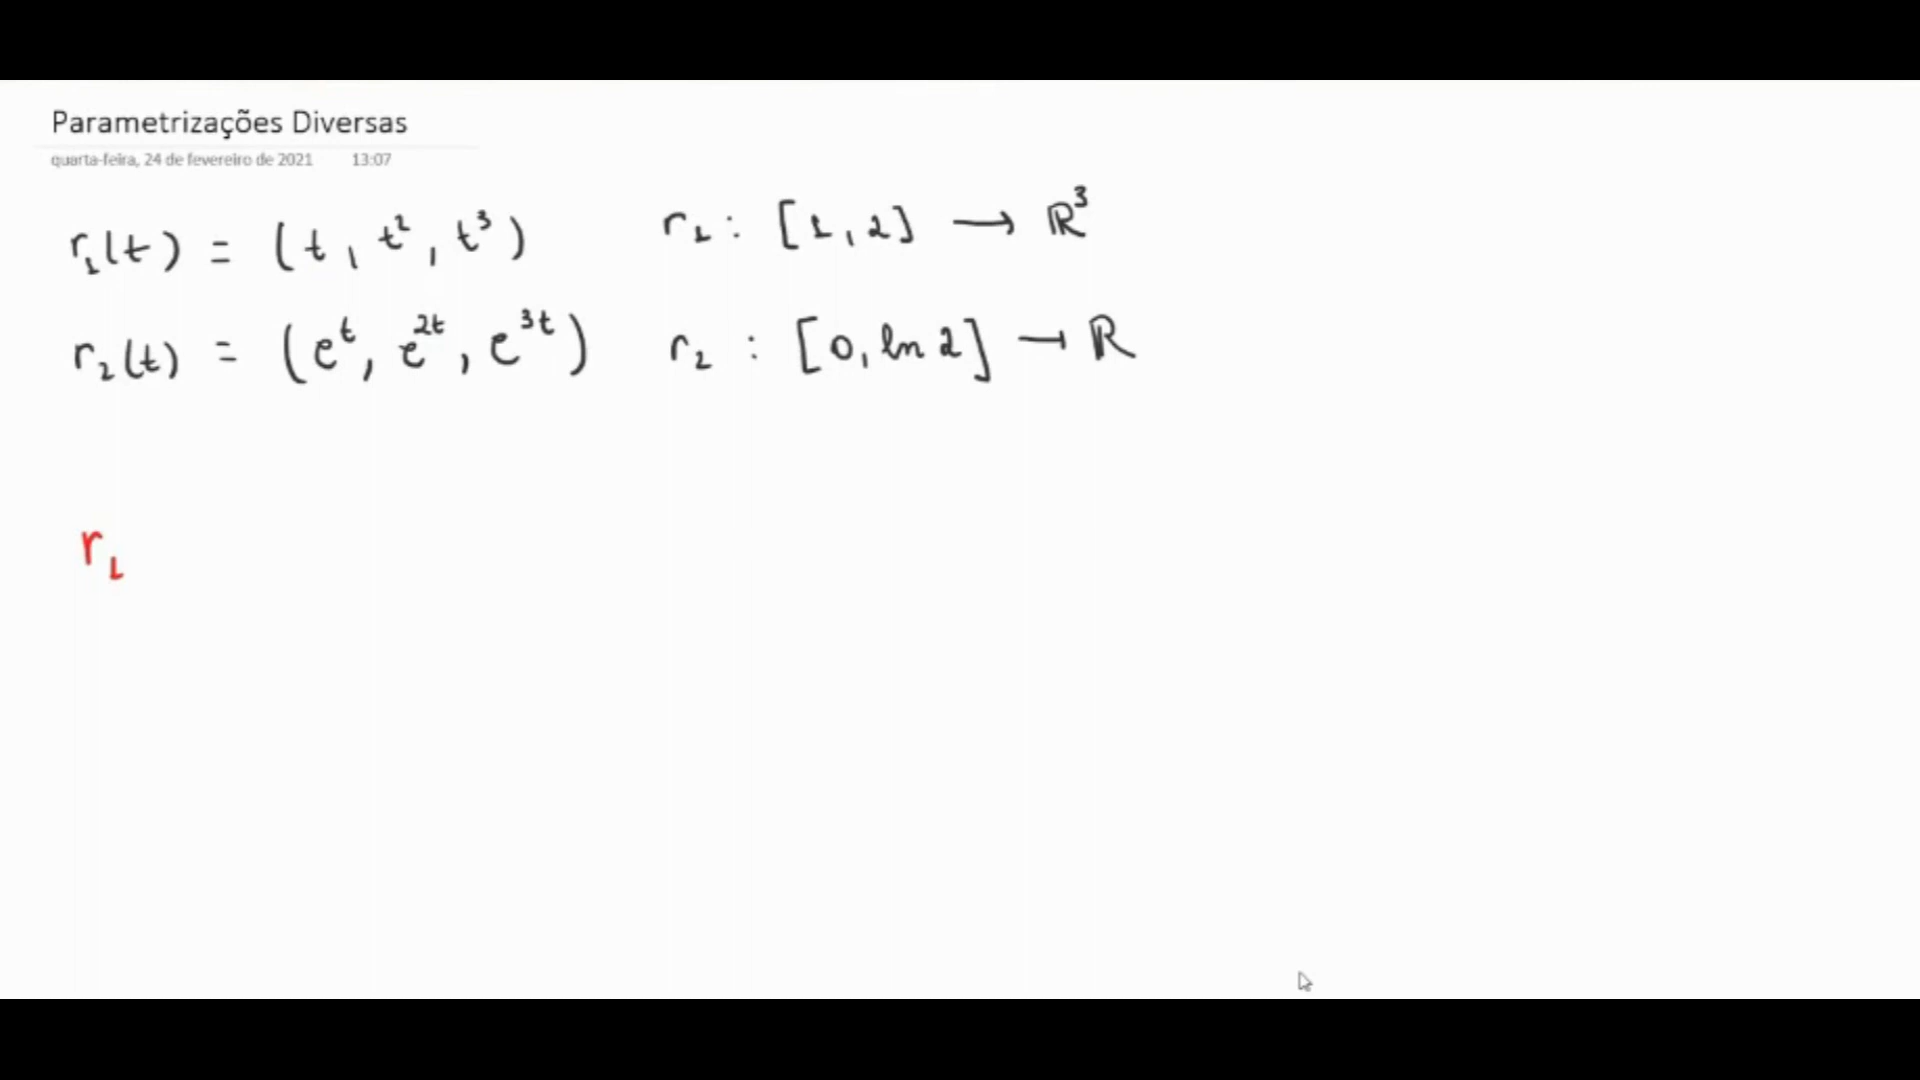 Parametrizações Diversas
quarta-feira, 24 de fevereiro de 2021 13:07
r₁(t) = (t, t², t³) r₁ : [1, 2] → ℝ³
r₂(t) = (eᵗ, e²ᵗ, e³ᵗ) r₂ : [0, ln 2] → ℝ
r₁